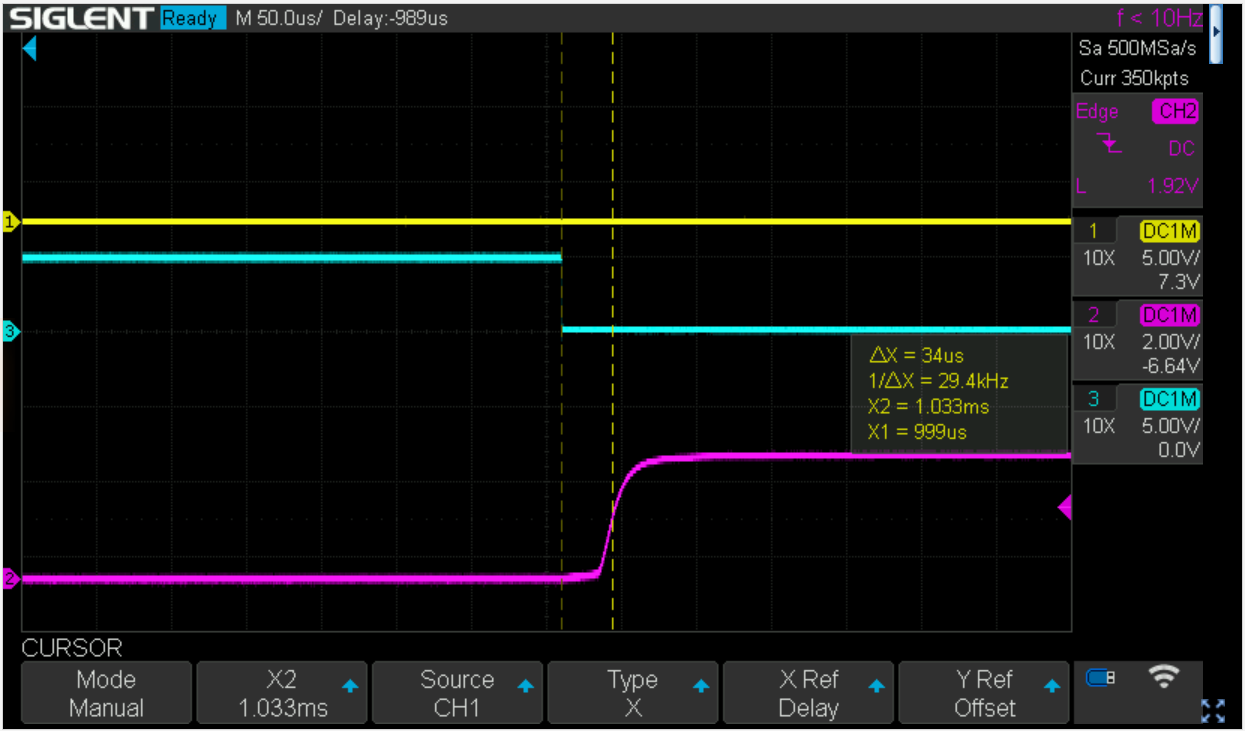 SIGLENT Ready M 50.0us/ Delay:-989us f < 10Hz
Sa 500MSa/s
Curr 350kpts
Edge CH2
DC
L 1.92V
1 DC1M
10X 5.00V/
7.3V
2 DC1M
10X 2.00V/
-6.64V
3 DC1M
10X 5.00V/
0.0V
1
3
2
△X = 34us
1/△X = 29.4kHz
X2 = 1.033ms
X1 = 999us
CURSOR
Mode
Manual
X2
1.033ms
Source
CH1
Type
X
X Ref
Delay
Y Ref
Offset